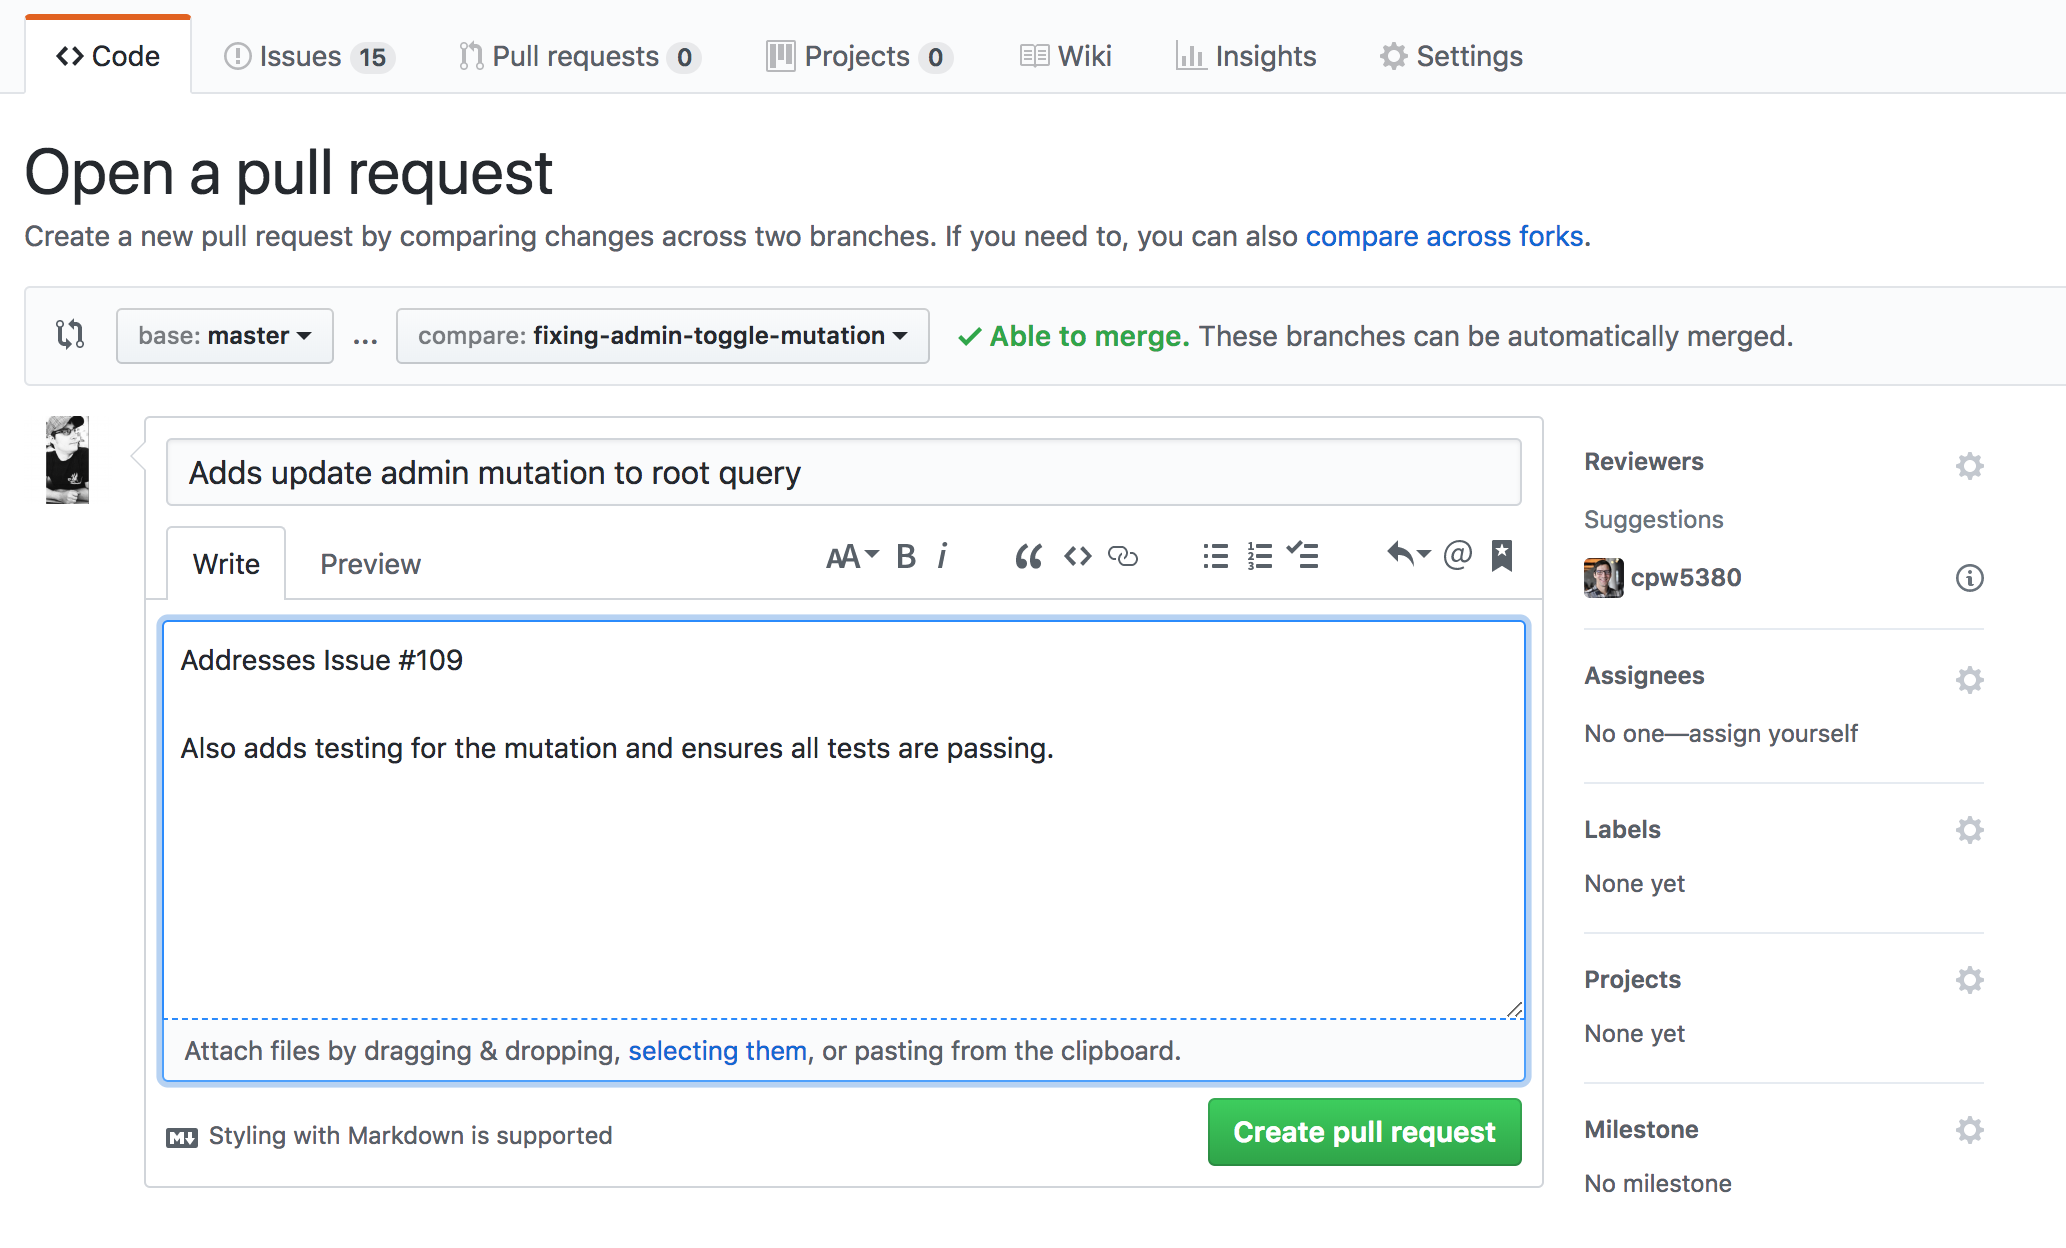 Code Issues 15 Pull requests 0 Projects 0 Wiki Insights Settings
Open a pull request
Create a new pull request by comparing changes across two branches. If you need to, you can also compare across forks.
base: master ... compare: fixing-admin-toggle-mutation Able to merge. These branches can be automatically merged.
Adds update admin mutation to root query
Write Preview
Addresses Issue #109
Also adds testing for the mutation and ensures all tests are passing.
Attach files by dragging & dropping, selecting them, or pasting from the clipboard.
Styling with Markdown is supported
Create pull request
Reviewers
Suggestions
cpw5380
Assignees
No one—assign yourself
Labels
None yet
Projects
None yet
Milestone
No milestone